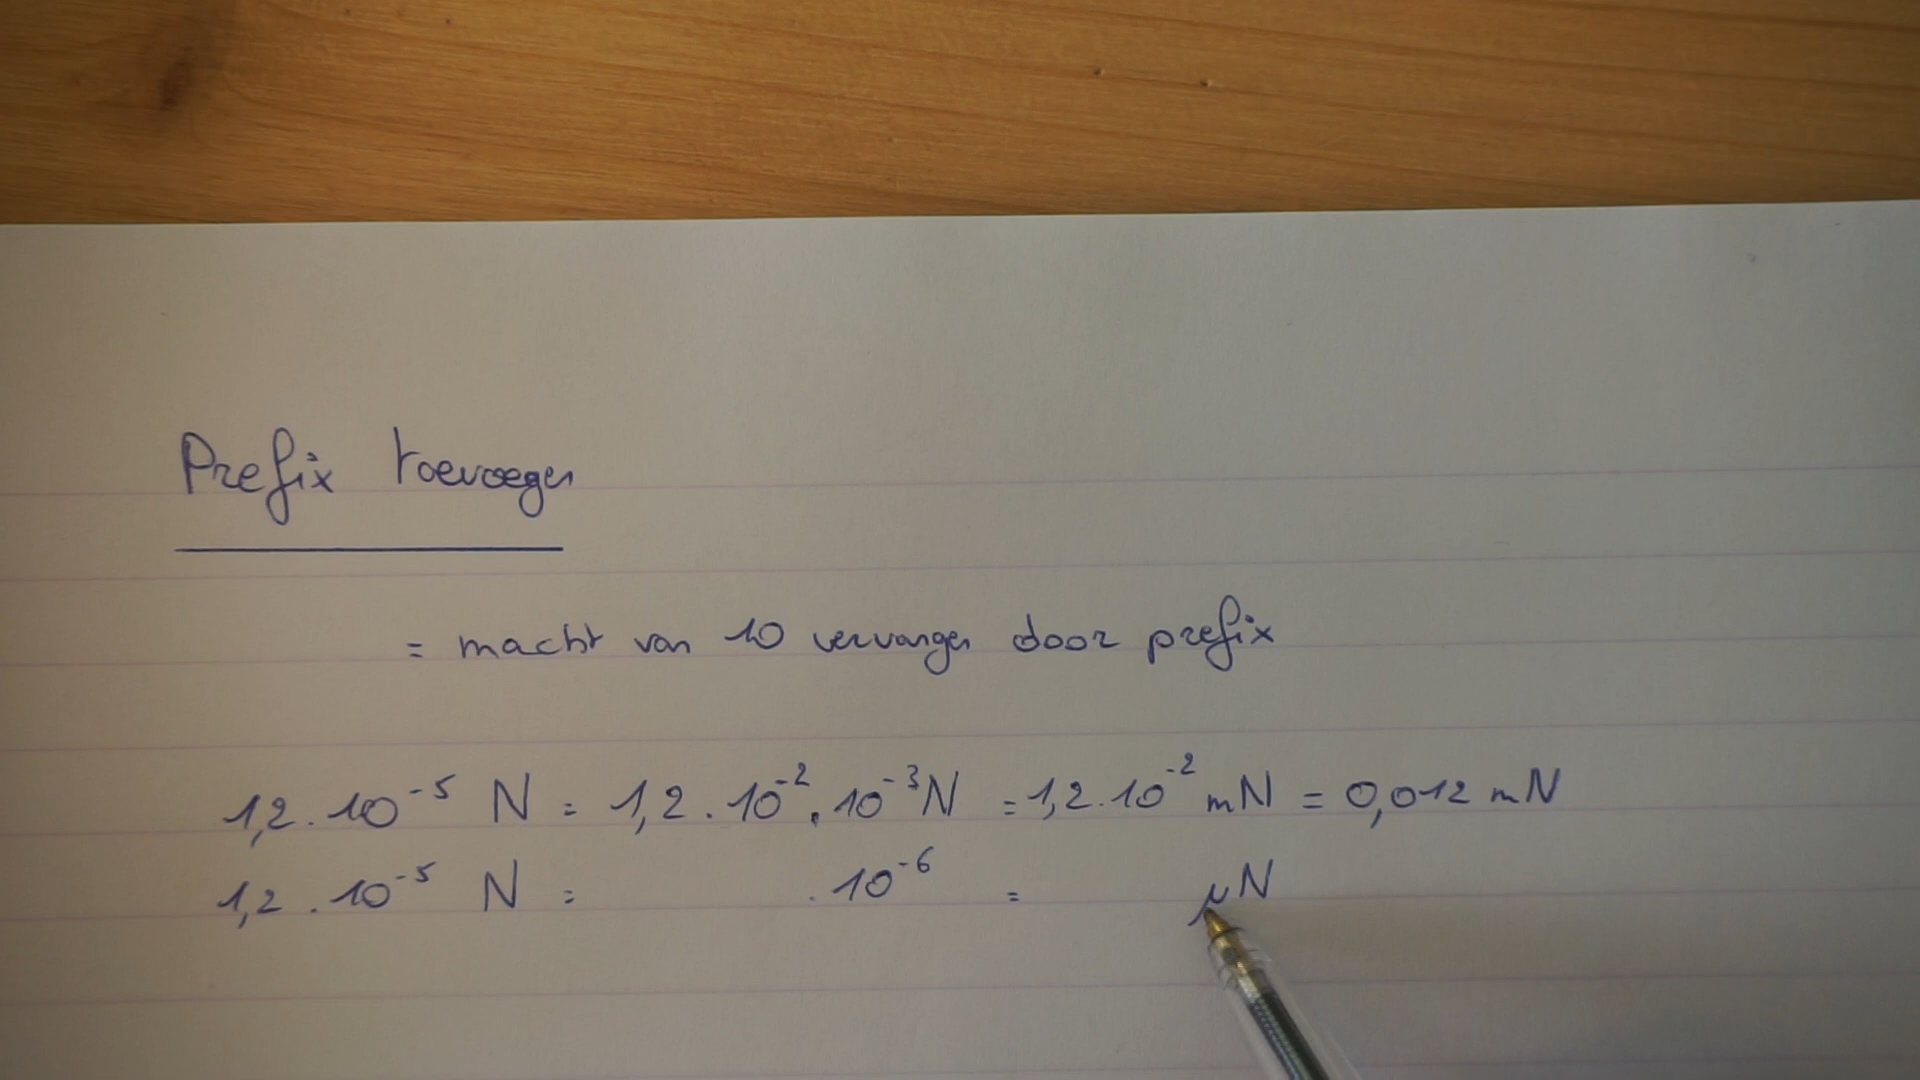 Prefix toevoegen
= macht van 10 vervangen door prefix
1,2 . 10⁻⁵ N = 1,2 . 10⁻² . 10⁻³ N = 1,2 . 10⁻² mN = 0,012 mN
1,2 . 10⁻⁵ N = . 10⁻⁶ = μN